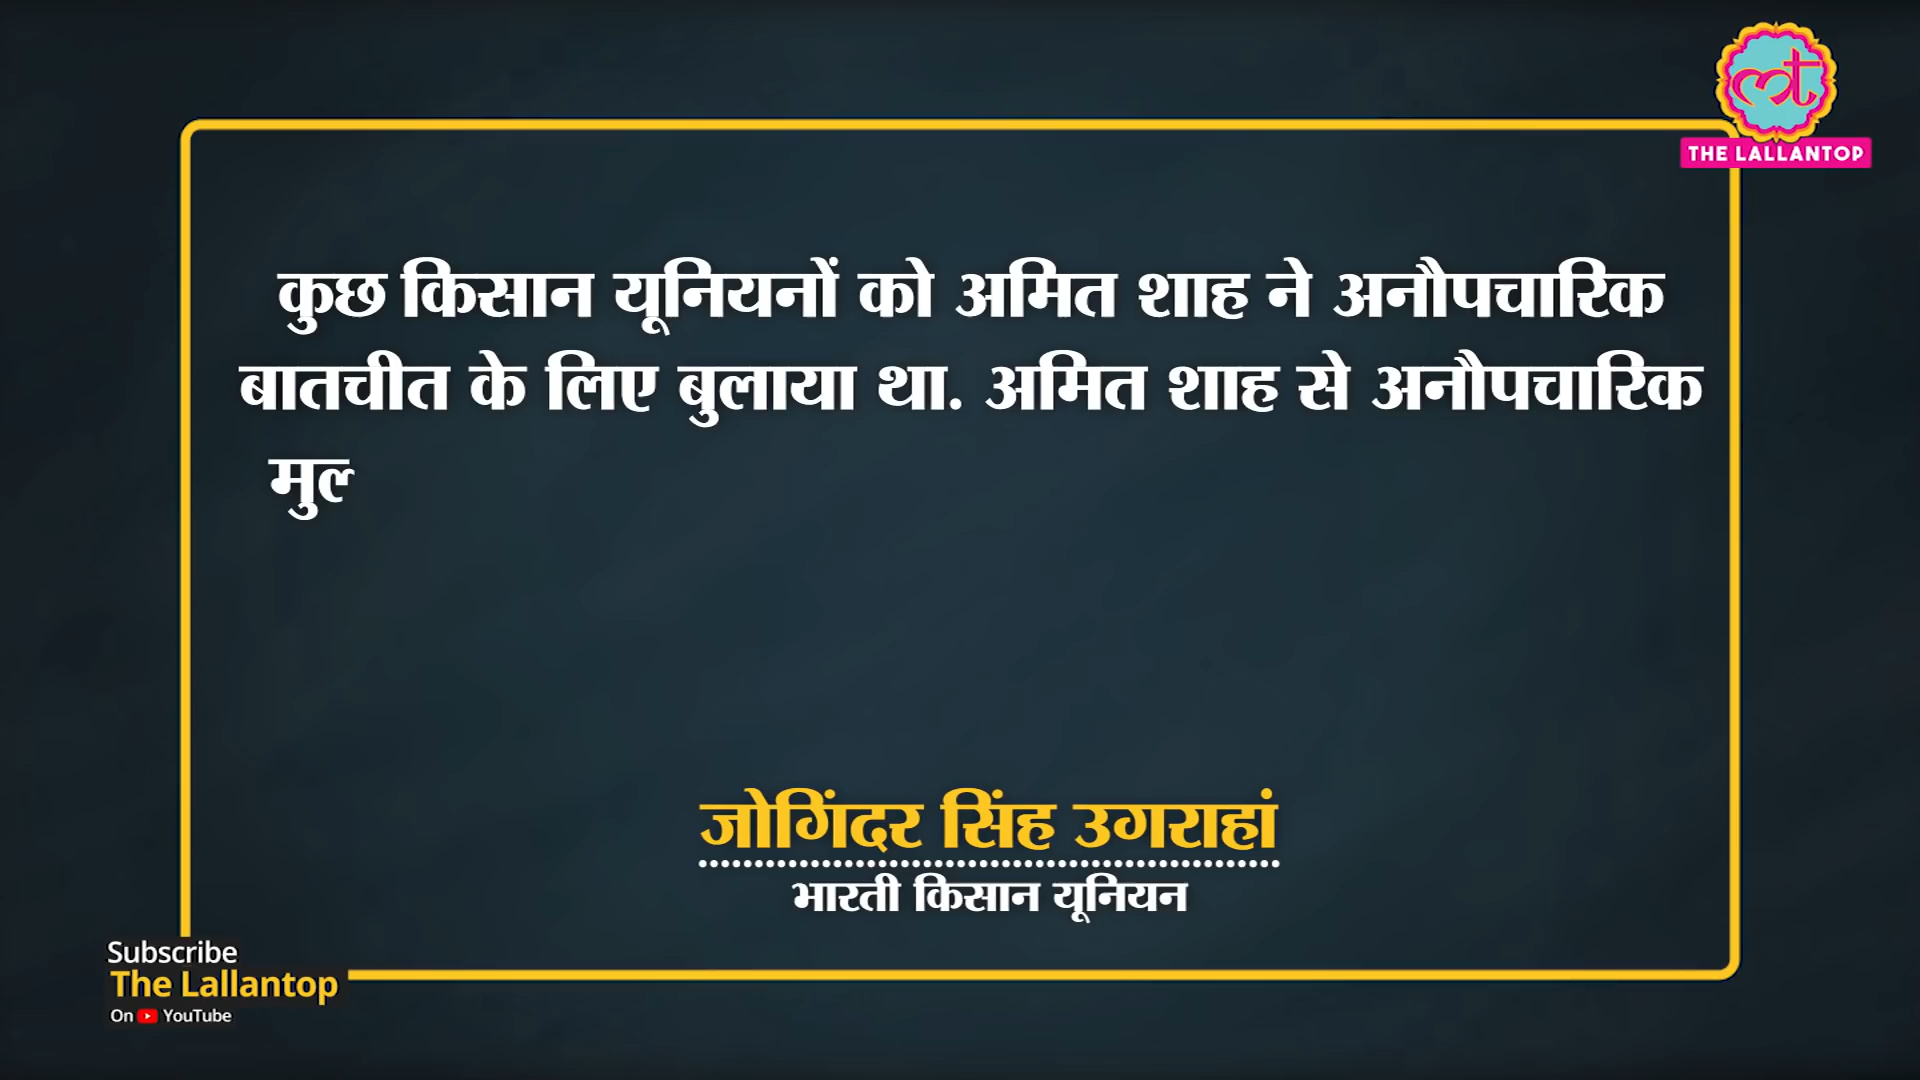 THE LALLANTOP
कुछ किसान यूनियनों को अमित शाह ने अनौपचारिक
बातचीत के लिए बुलाया था. अमित शाह से अनौपचारिक
मुल
जोगिंदर सिंह उगराहां
भारती किसान यूनियन
Subscribe
The Lallantop
On YouTube